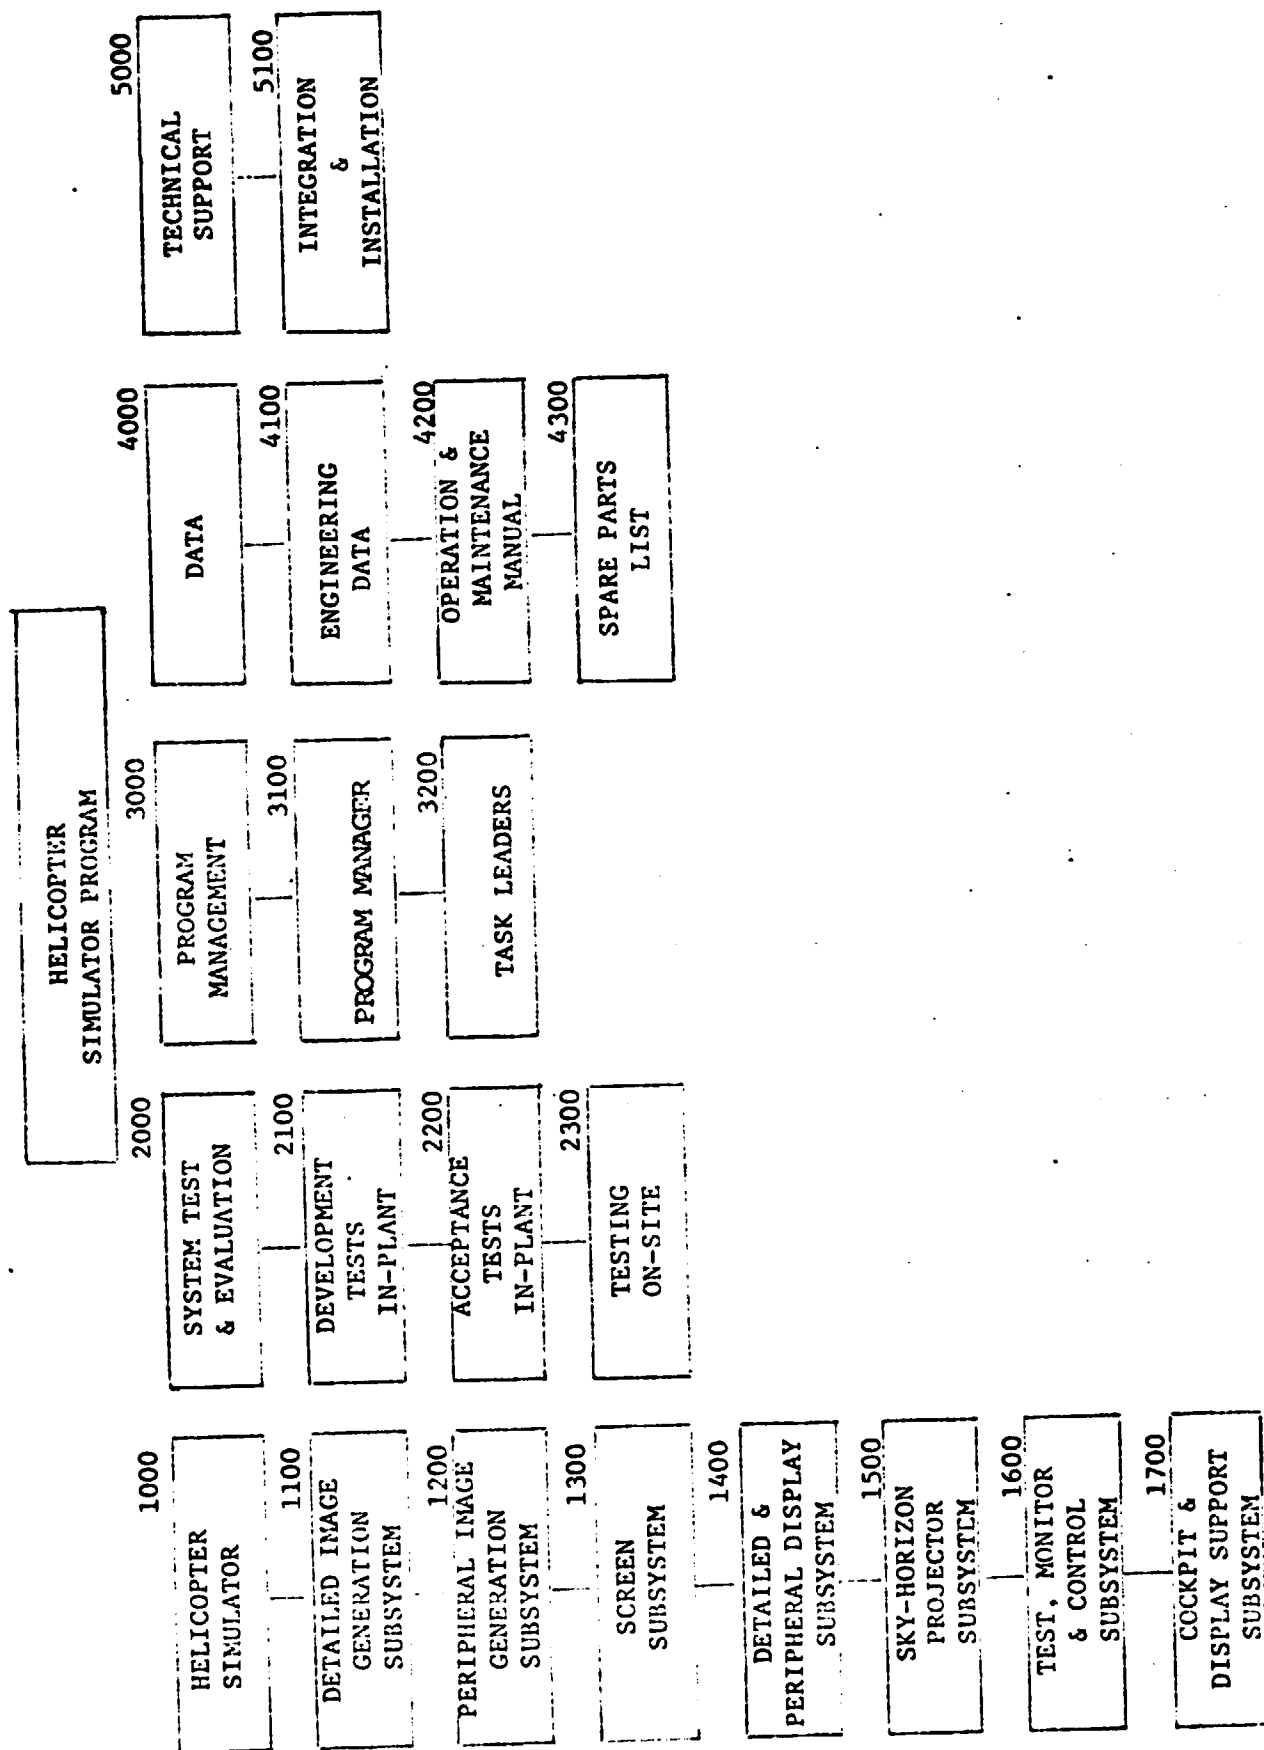 HELICOPTER
SIMULATOR PROGRAM
1000
HELICOPTER
SIMULATOR
1100
DETAILED IMAGE
GENERATION
SUBSYSTEM
1200
PERIPHERAL IMAGE
GENERATION
SUBSYSTEM
1300
SCREEN
SUBSYSTEM
1400
DETAILED &
PERIPHERAL DISPLAY
SUBSYSTEM
1500
SKY-HORIZON
PROJECTOR
SUBSYSTEM
1600
TEST, MONITOR
& CONTROL
SUBSYSTEM
1700
COCKPIT &
DISPLAY SUPPORT
SUBSYSTEM
2000
SYSTEM TEST
& EVALUATION
2100
DEVELOPMENT
TESTS
IN-PLANT
2200
ACCEPTANCE
TESTS
IN-PLANT
2300
TESTING
ON-SITE
3000
PROGRAM
MANAGEMENT
3100
PROGRAM MANAGER
3200
TASK LEADERS
4000
DATA
4100
ENGINEERING
DATA
4200
OPERATION &
MAINTENANCE
MANUAL
4300
SPARE PARTS
LIST
5000
TECHNICAL
SUPPORT
5100
INTEGRATION
&
INSTALLATION